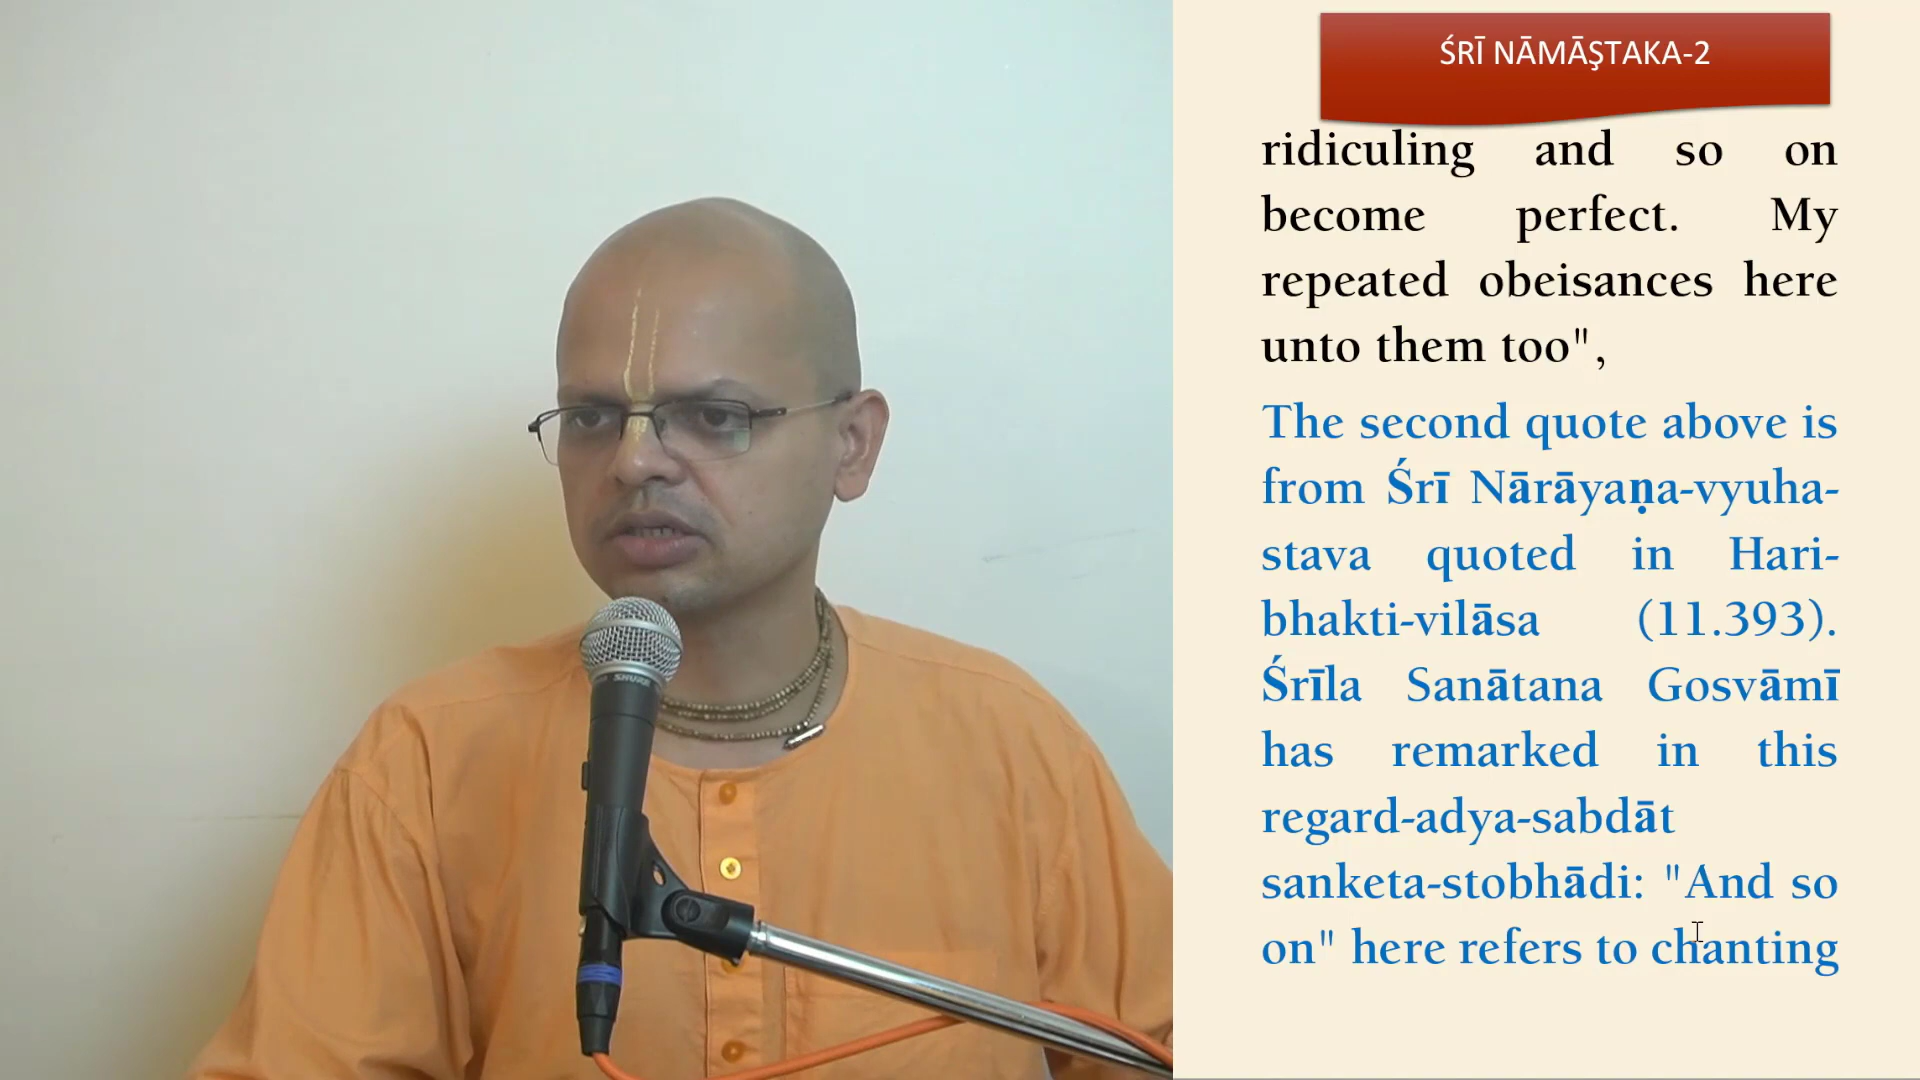 ŚRĪ NĀMĀŞTAKA-2
ridiculing and so on
become perfect. My
repeated obeisances here
unto them too",
The second quote above is
from Śrī Nārāyaṇa-vyuha-
stava quoted in Hari-
bhakti-vilāsa (11.393).
Śrīla Sanātana Gosvāmī
has remarked in this
regard-adya-sabdāt
sanketa-stobhādi: "And so
on" here refers to chanting
SHURE